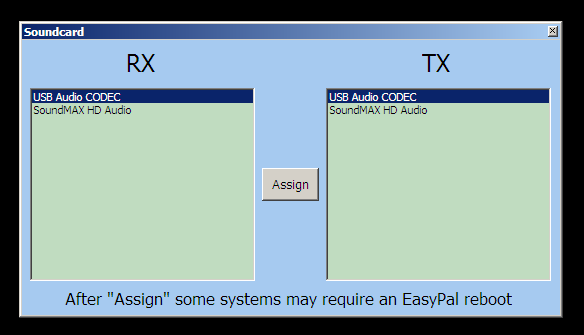 Soundcard
RX
TX
USB Audio CODEC
SoundMAX HD Audio
USB Audio CODEC
SoundMAX HD Audio
Assign
After "Assign" some systems may require an EasyPal reboot